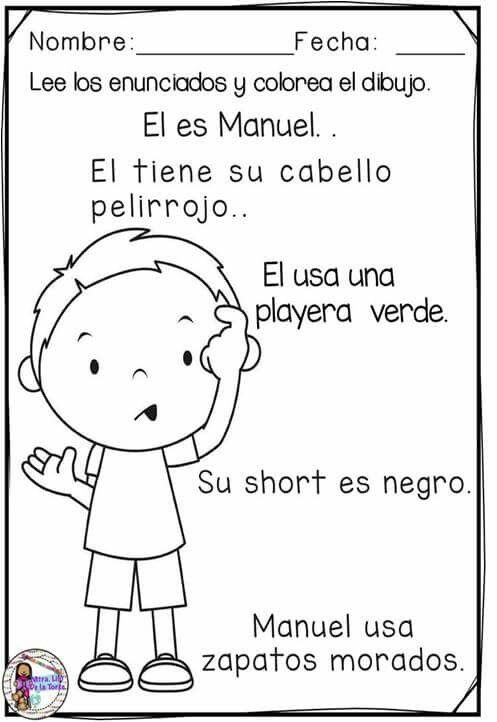 Nombre:____________Fecha: _____
Lee los enunciados y colorea el dibujo.
El es Manuel. .
El tiene su cabello
pelirrojo..
El usa una
playera verde.
Su short es negro.
Manuel usa
zapatos morados.
Mtra. Lily
De la Torre.